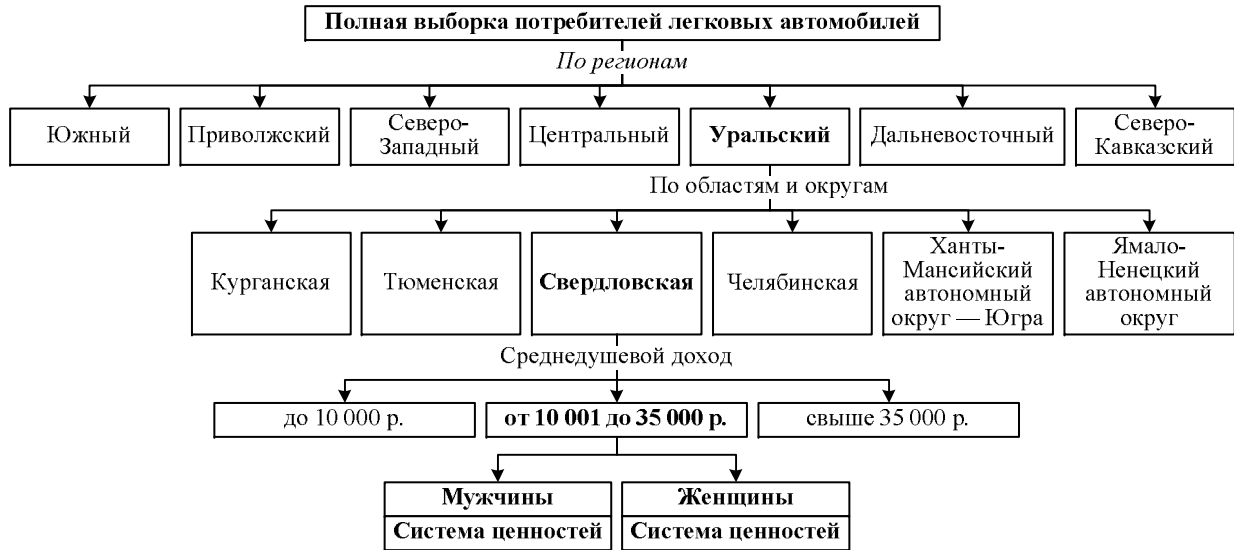 Полная выборка потребителей легковых автомобилей
По регионам
Южный
Приволжский
Северо-
Западный
Центральный
Уральский
Дальневосточный
Северо-
Кавказский
По областям и округам
Курганская
Тюменская
Свердловская
Челябинская
Ханты-
Мансийский
автономный
округ — Югра
Ямало-
Ненецкий
автономный
округ
Среднедушевой доход
до 10 000 р.
от 10 001 до 35 000 р.
свыше 35 000 р.
Мужчины
Система ценностей
Женщины
Система ценностей